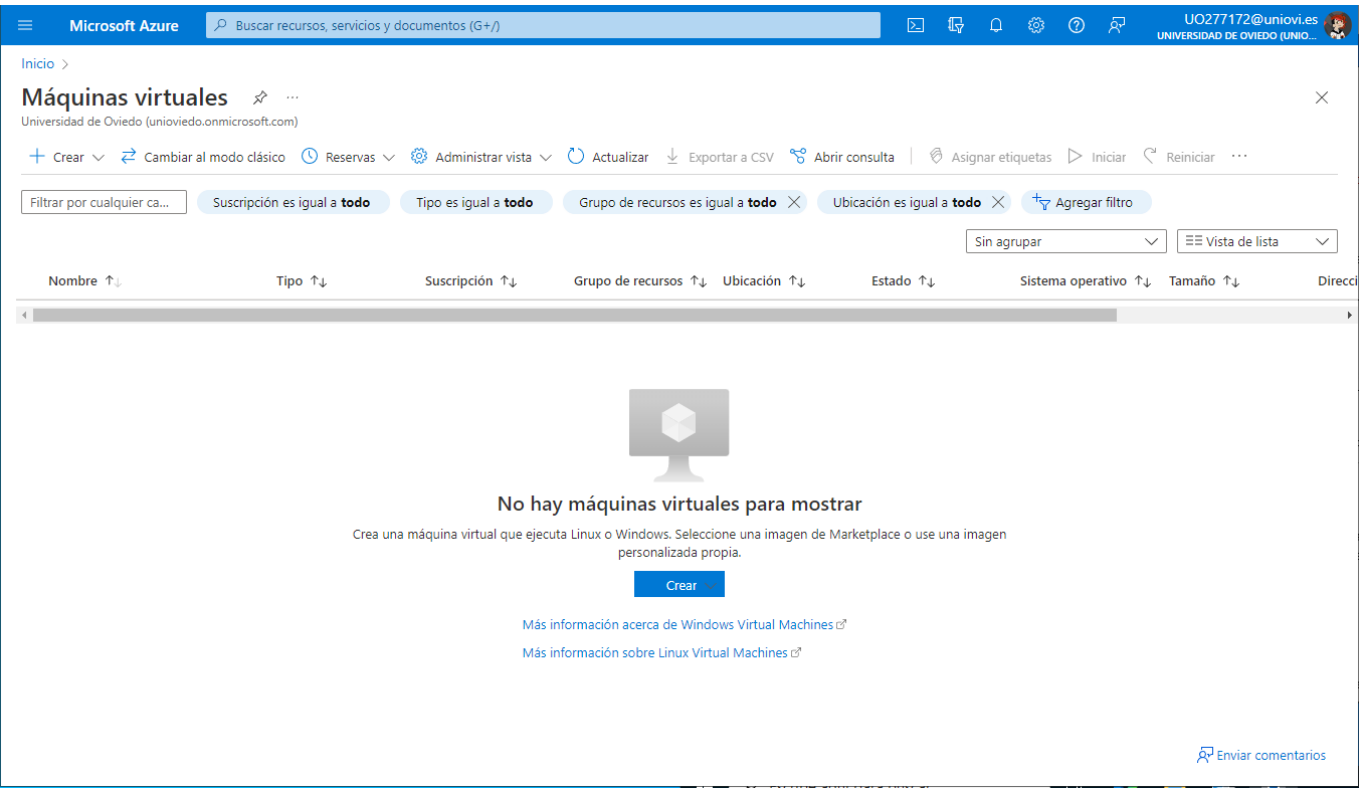 Microsoft Azure Buscar recursos, servicios y documentos (G+/) UO277172@uniovi.es
UNIVERSIDAD DE OVIEDO (UNIO...
Inicio >
Máquinas virtuales ...
Universidad de Oviedo (unioviedo.onmicrosoft.com)
Crear Cambiar al modo clásico Reservas Administrar vista Actualizar Exportar a CSV Abrir consulta Asignar etiquetas Iniciar Reiniciar ...
Filtrar por cualquier ca... Suscripción es igual a todo Tipo es igual a todo Grupo de recursos es igual a todo Ubicación es igual a todo Agregar filtro
Sin agrupar Vista de lista
Nombre Tipo Suscripción Grupo de recursos Ubicación Estado Sistema operativo Tamaño Direcci
No hay máquinas virtuales para mostrar
Crea una máquina virtual que ejecuta Linux o Windows. Seleccione una imagen de Marketplace o use una imagen
personalizada propia.
Crear
Más información acerca de Windows Virtual Machines
Más información sobre Linux Virtual Machines
Enviar comentarios